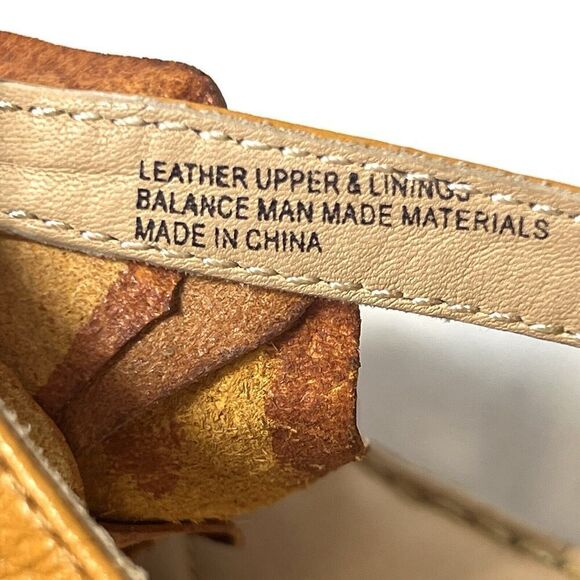 LEATHER UPPER & LININGS
BALANCE MAN MADE MATERIALS
MADE IN CHINA